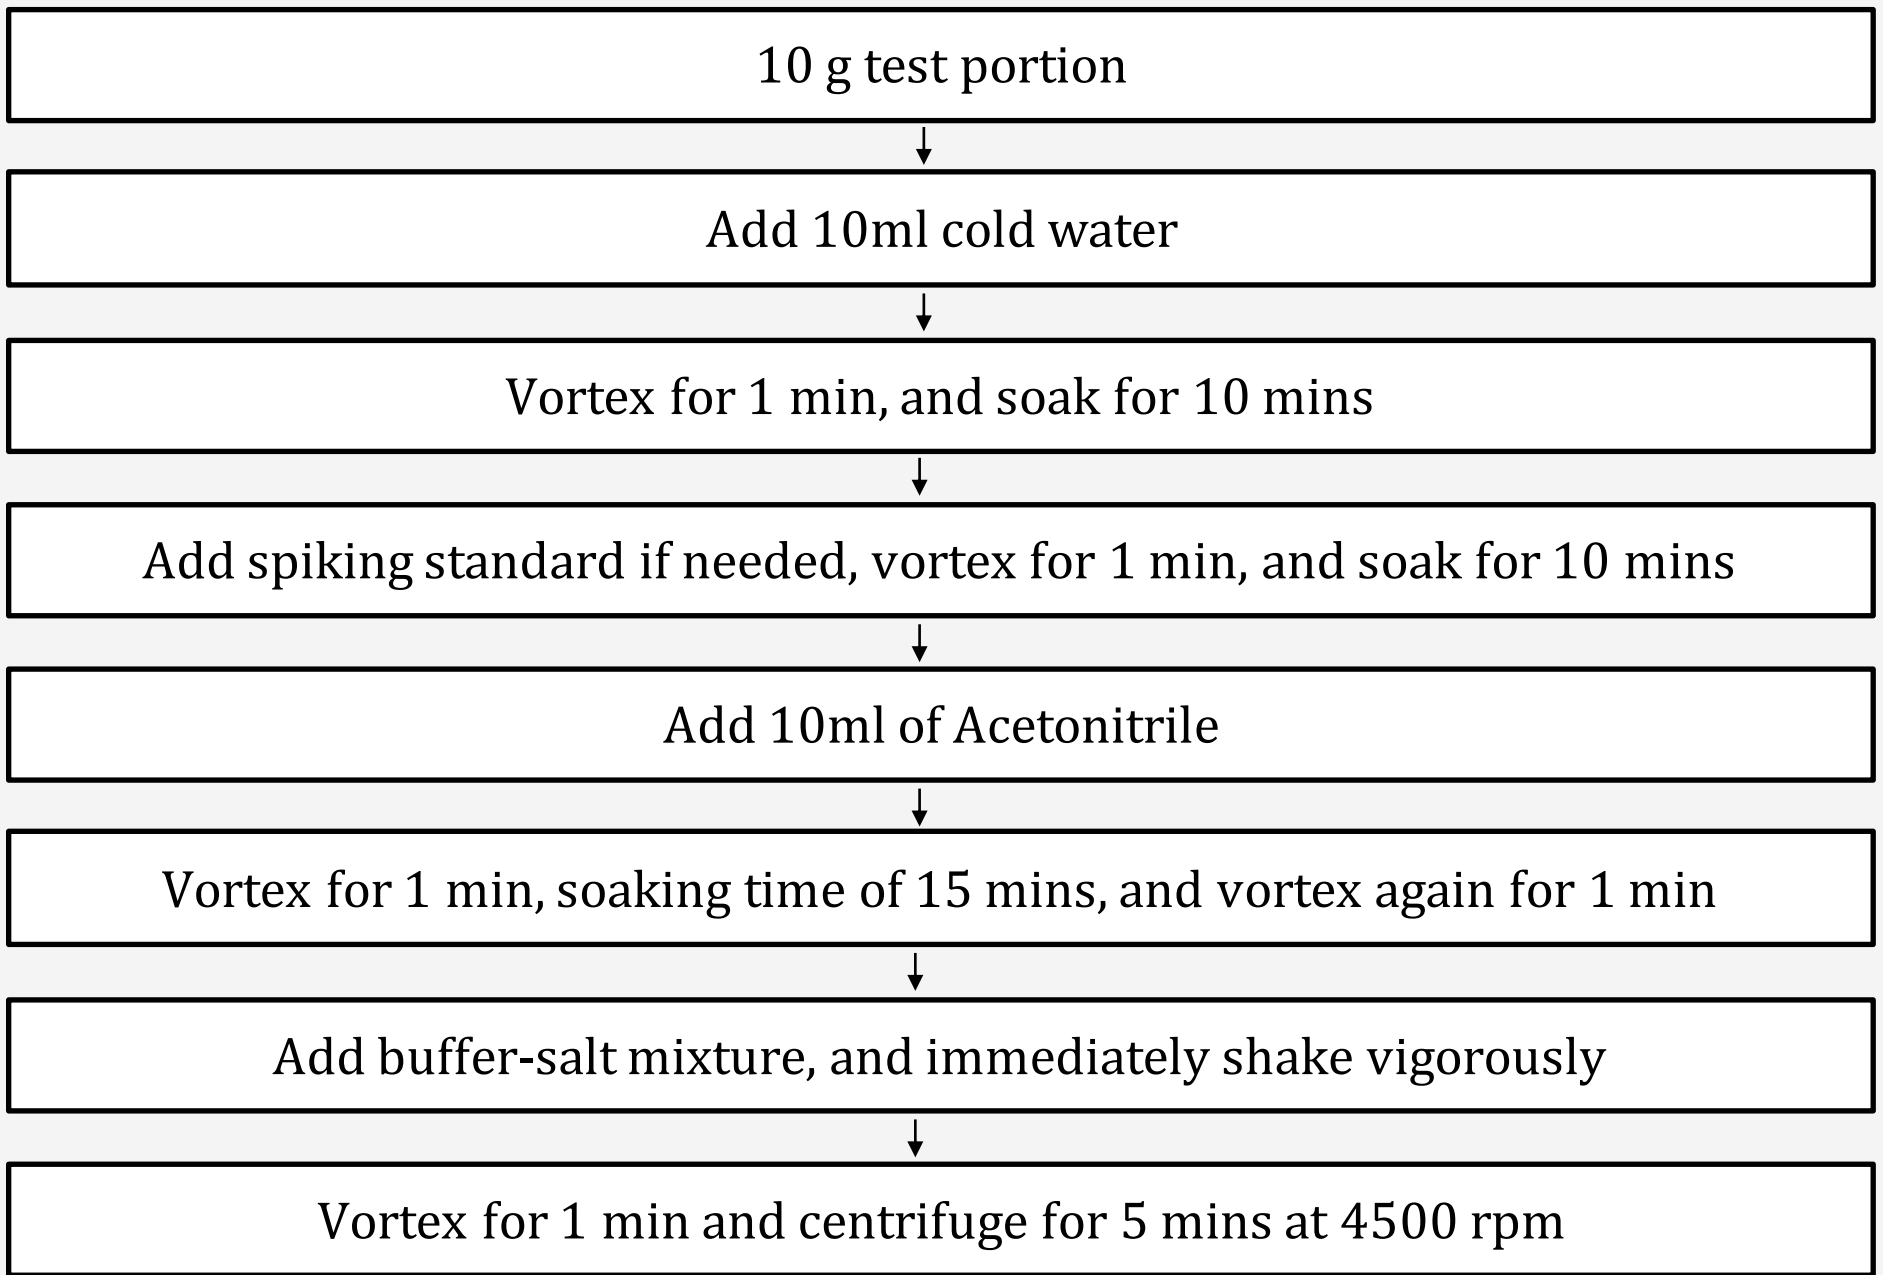 10 g test portion
Add 10ml cold water
Vortex for 1 min, and soak for 10 mins
Add spiking standard if needed, vortex for 1 min, and soak for 10 mins
Add 10ml of Acetonitrile
Vortex for 1 min, soaking time of 15 mins, and vortex again for 1 min
Add buffer-salt mixture, and immediately shake vigorously
Vortex for 1 min and centrifuge for 5 mins at 4500 rpm